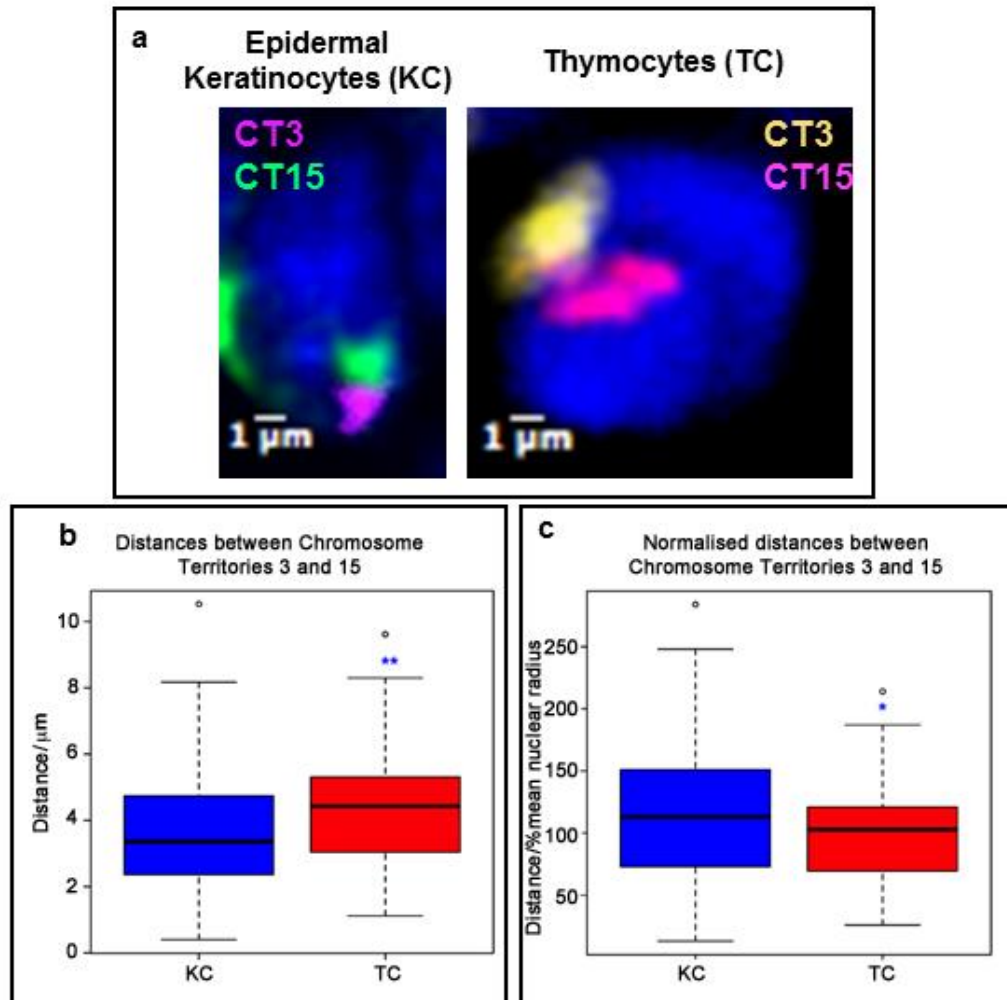 a
Epidermal
Keratinocytes (KC)
Thymocytes (TC)
CT3
CT15
1 µm
CT3
CT15
1 µm
b
Distances between Chromosome
Territories 3 and 15
Distance/µm
10
8
6
4
2
0
**
KC
TC
c
Normalised distances between
Chromosome Territories 3 and 15
Distance/%mean nuclear radius
250
200
150
100
50
*
KC
TC